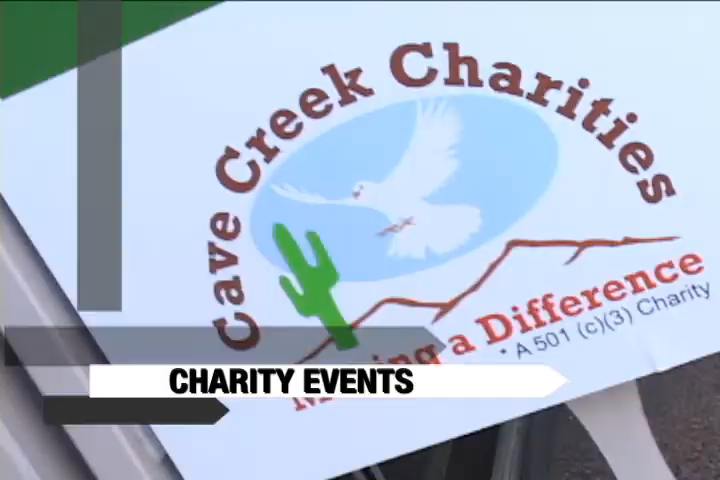 Cave Creek Charities
a Difference
* A 501 (c)(3) Charity
CHARITY EVENTS